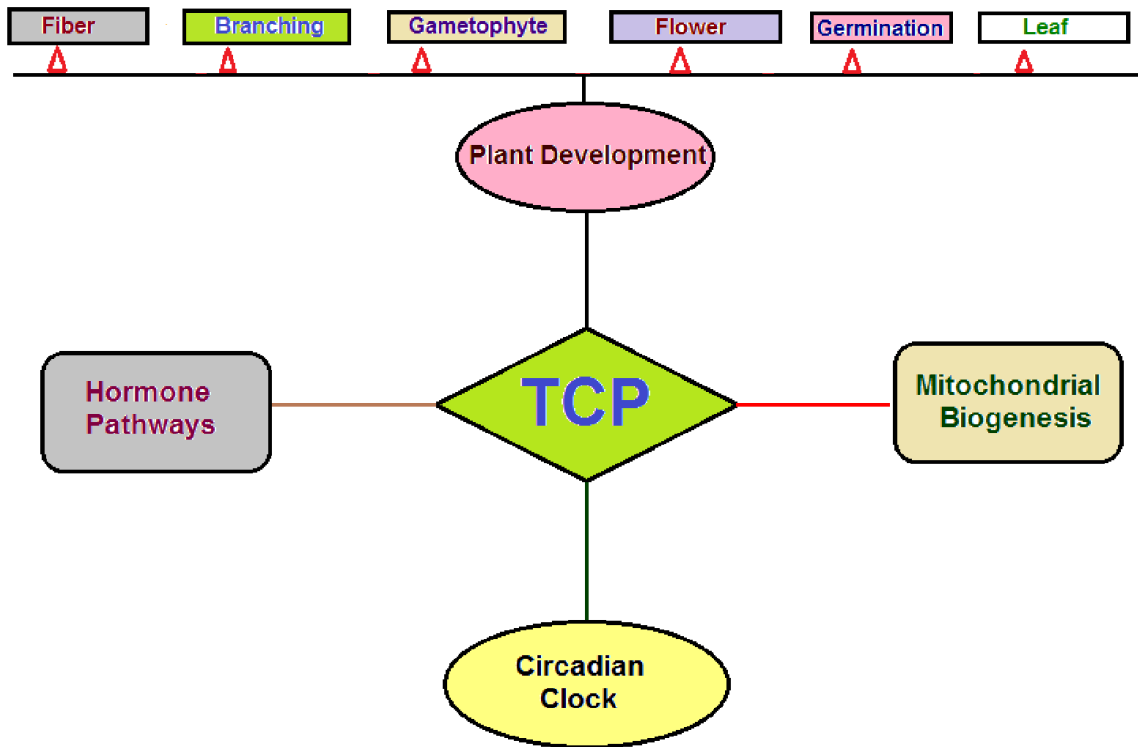 Fiber
Branching
Gametophyte
Flower
Germination
Leaf
Plant Development
Hormone
Pathways
TCP
Mitochondrial
Biogenesis
Circadian
Clock